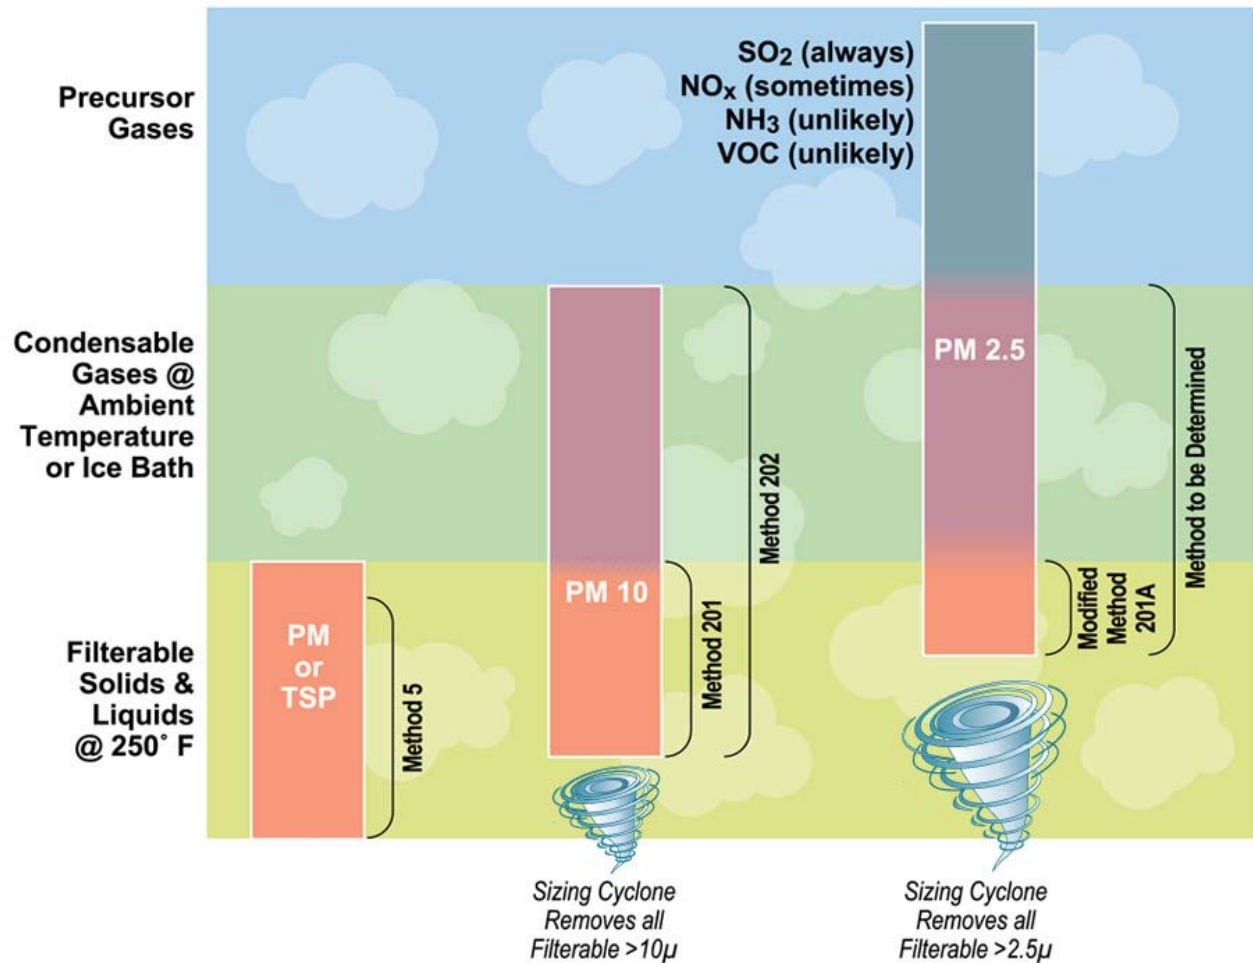 Precursor
Gases
SO₂ (always)
NOₓ (sometimes)
NH₃ (unlikely)
VOC (unlikely)
Condensable
Gases @
Ambient
Temperature
or Ice Bath
PM 2.5
Method 202
Method to be Determined
Filterable
Solids &
Liquids
@ 250˚ F
PM
or
TSP
Method 5
PM 10
Method 201
Modified
Method
201A
Sizing Cyclone
Removes all
Filterable >10µ
Sizing Cyclone
Removes all
Filterable >2.5µ